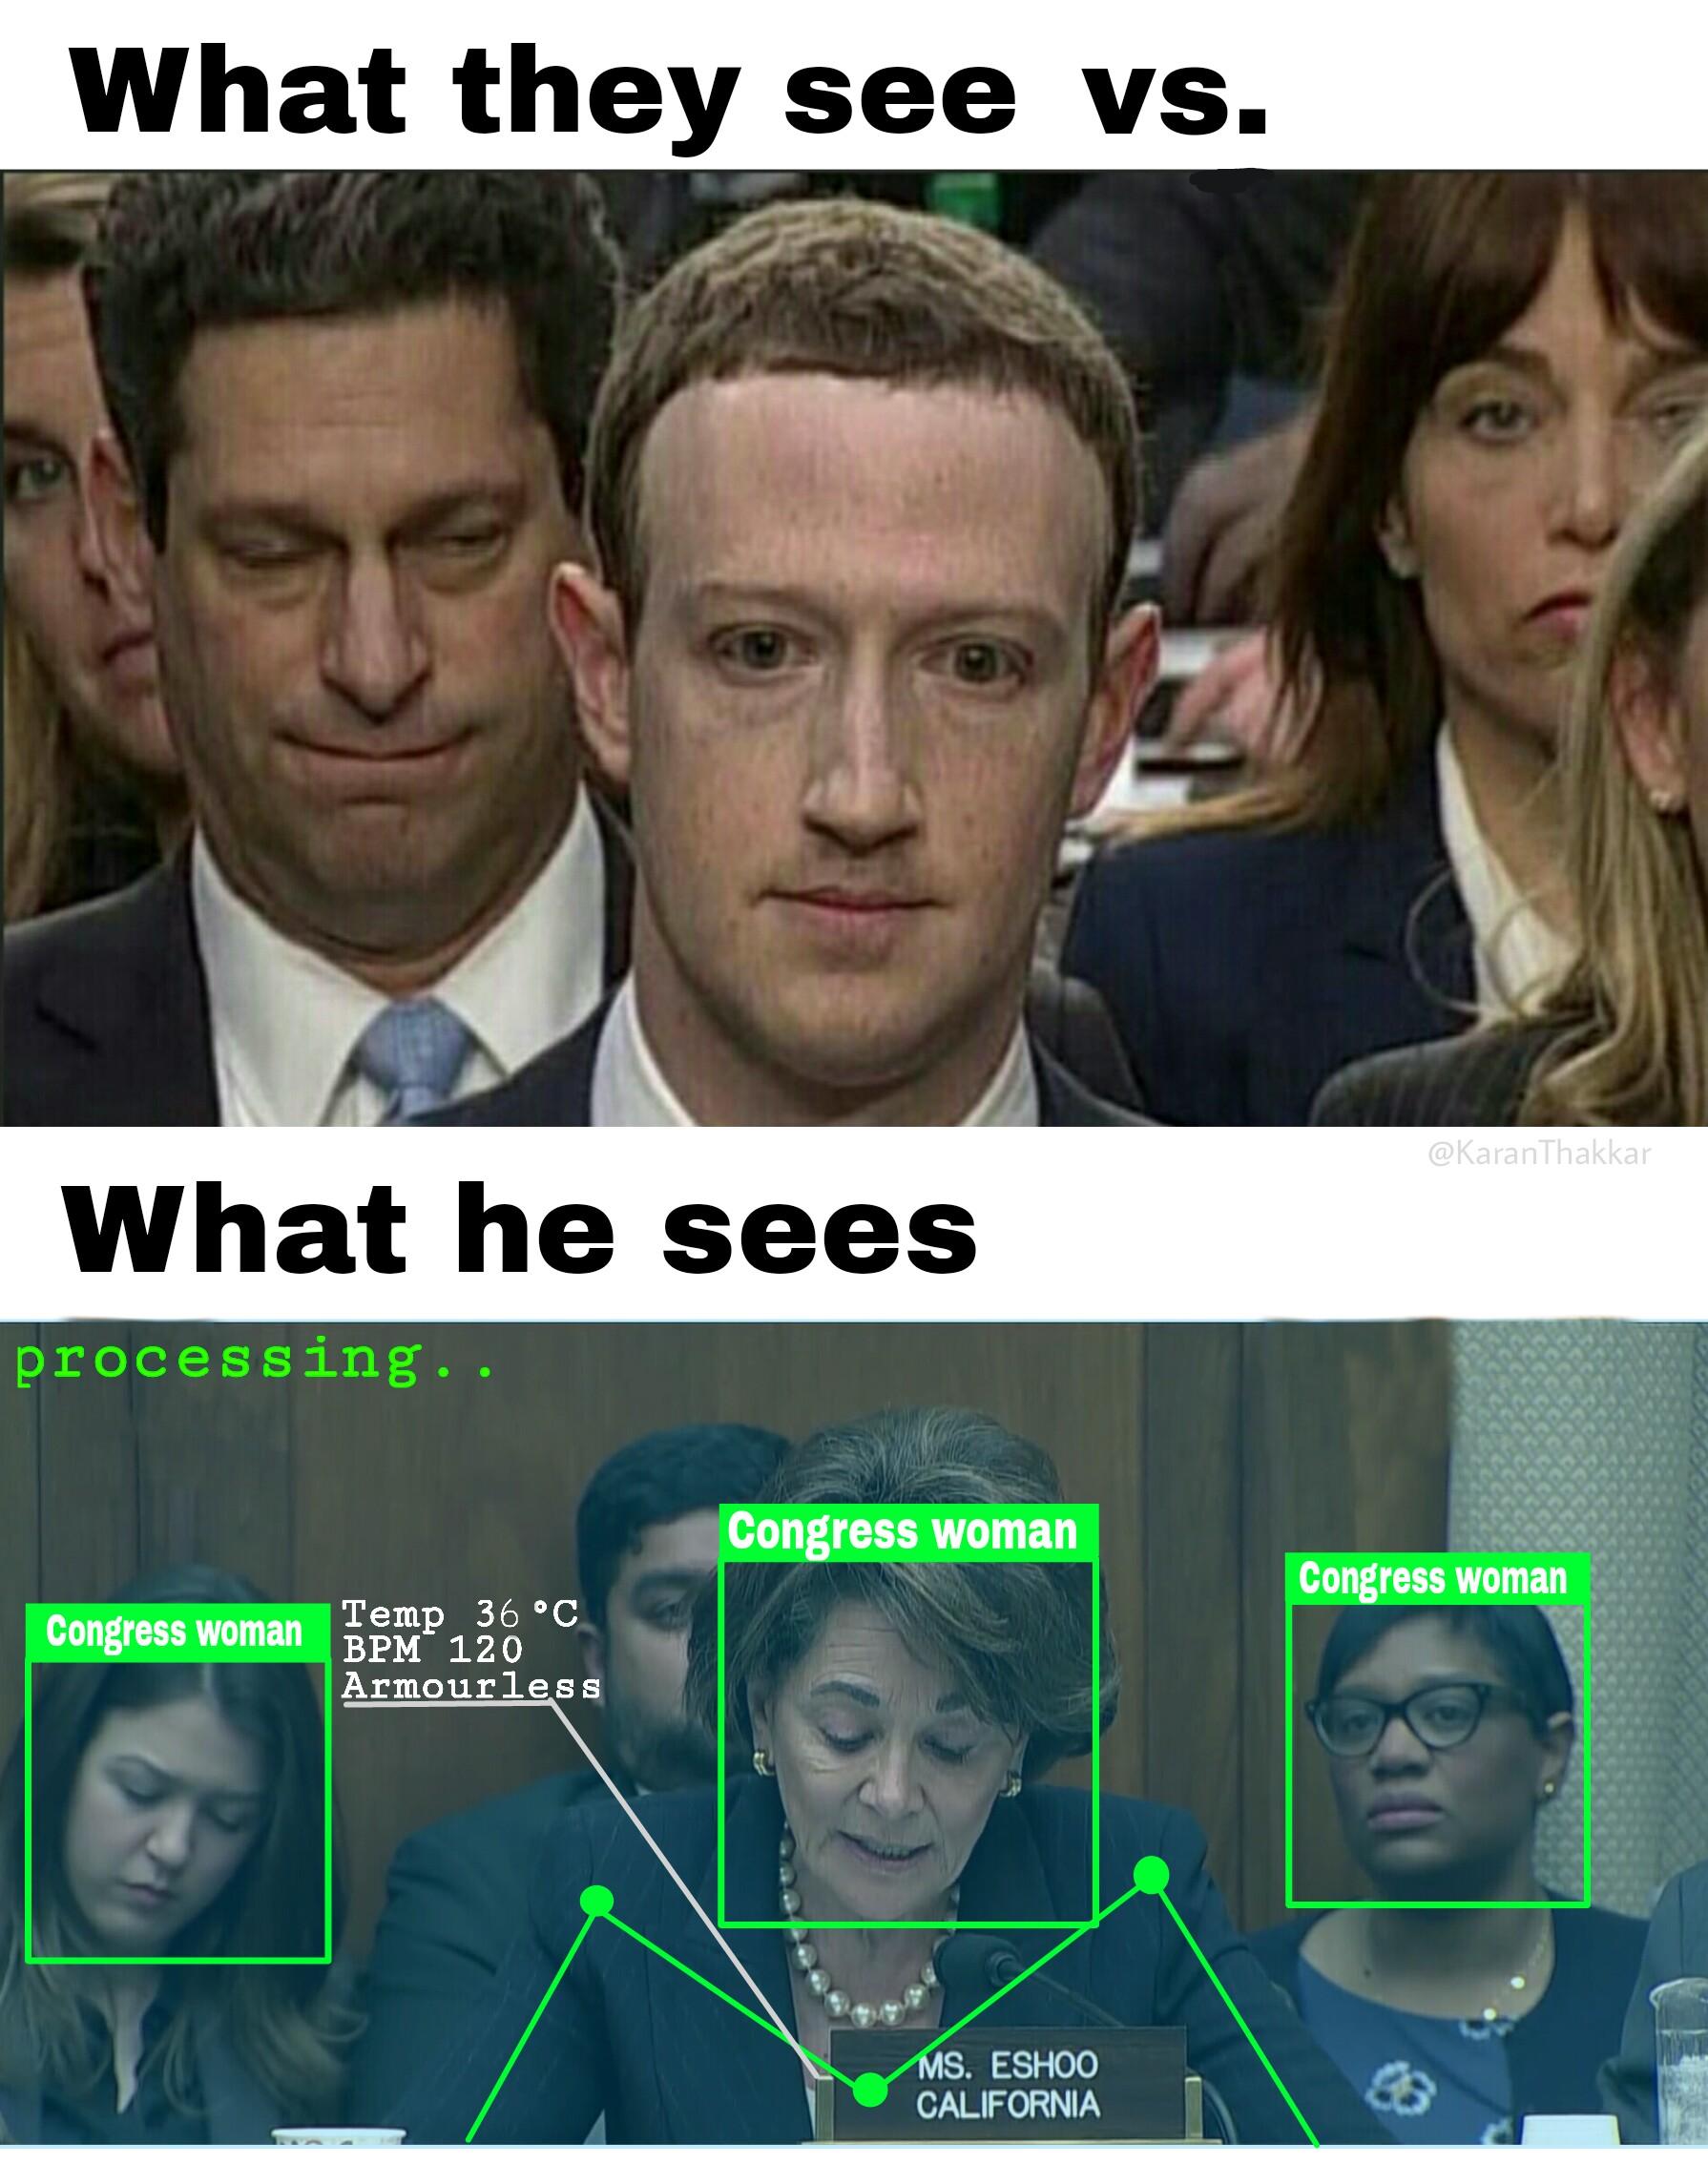 What they see vs.
@KaranThakkar
What he sees
processing..
Congress woman
Congress woman
Congress woman
Temp 36°C
BPM 120
Armourless
MS. ESHOO
CALIFORNIA